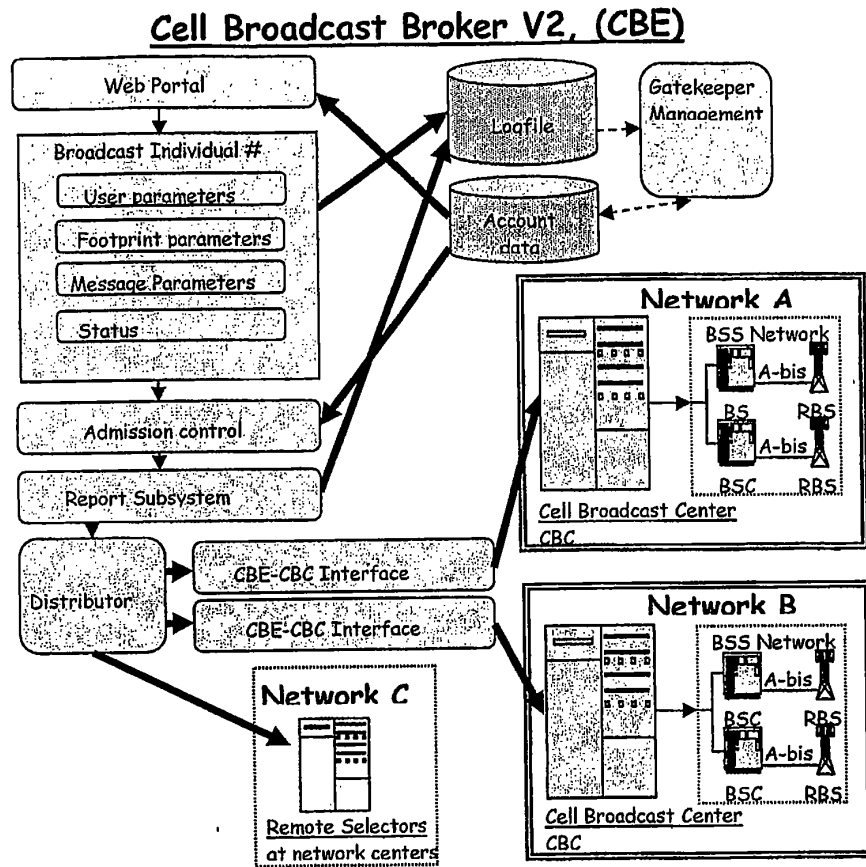 Cell Broadcast Broker V2, (CBE)
Web Portal
Broadcast Individual #
User parameters
Footprint parameters
Message Parameters
Status
Admission control
Report Subsystem
Distributor
CBE-CBC Interface
CBE-CBC Interface
Logfile
Account
data
Gatekeeper
Management
Network A
BSS Network
A-bis
BS
RBS
A-bis
BSC
RBS
Cell Broadcast Center
CBC
Network B
BSS Network
A-bis
BSC
RBS
A-bis
BSC
RBS
Cell Broadcast Center
CBC
Network C
Remote Selectors
at network centers